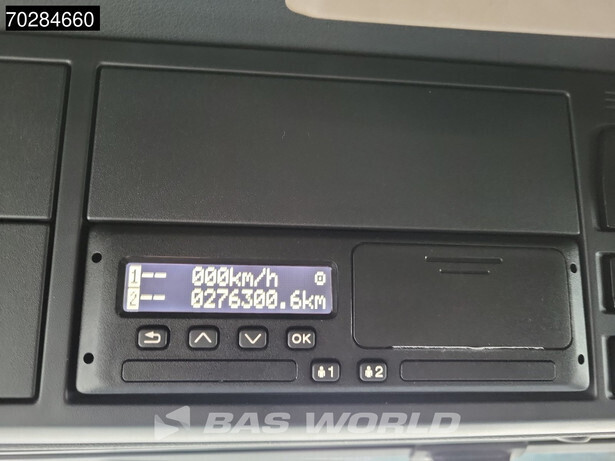 70284660
1 -- 000km/h
2 -- 0276300.6km
OK
1 2
BAS WORLD